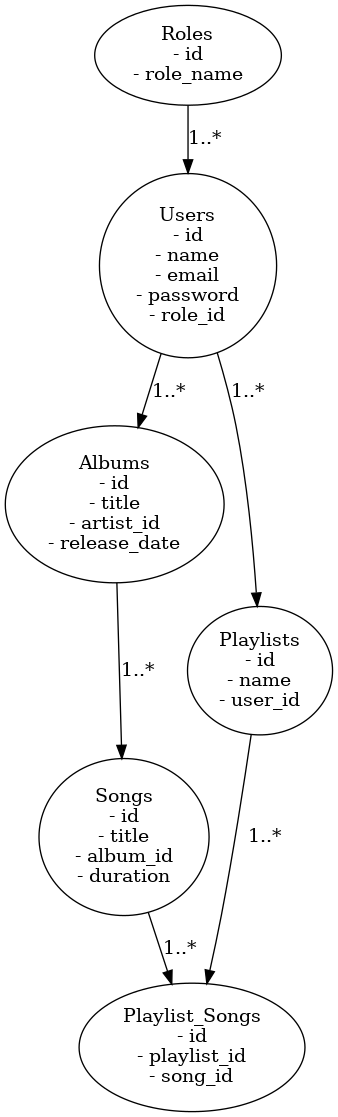 Roles
- id
- role_name
1..*
Users
- id
- name
- email
- password
- role_id
1..*
1..*
Albums
- id
- title
- artist_id
- release_date
Playlists
- id
- name
- user_id
1..*
Songs
- id
- title
- album_id
- duration
1..*
1..*
Playlist_Songs
- id
- playlist_id
- song_id